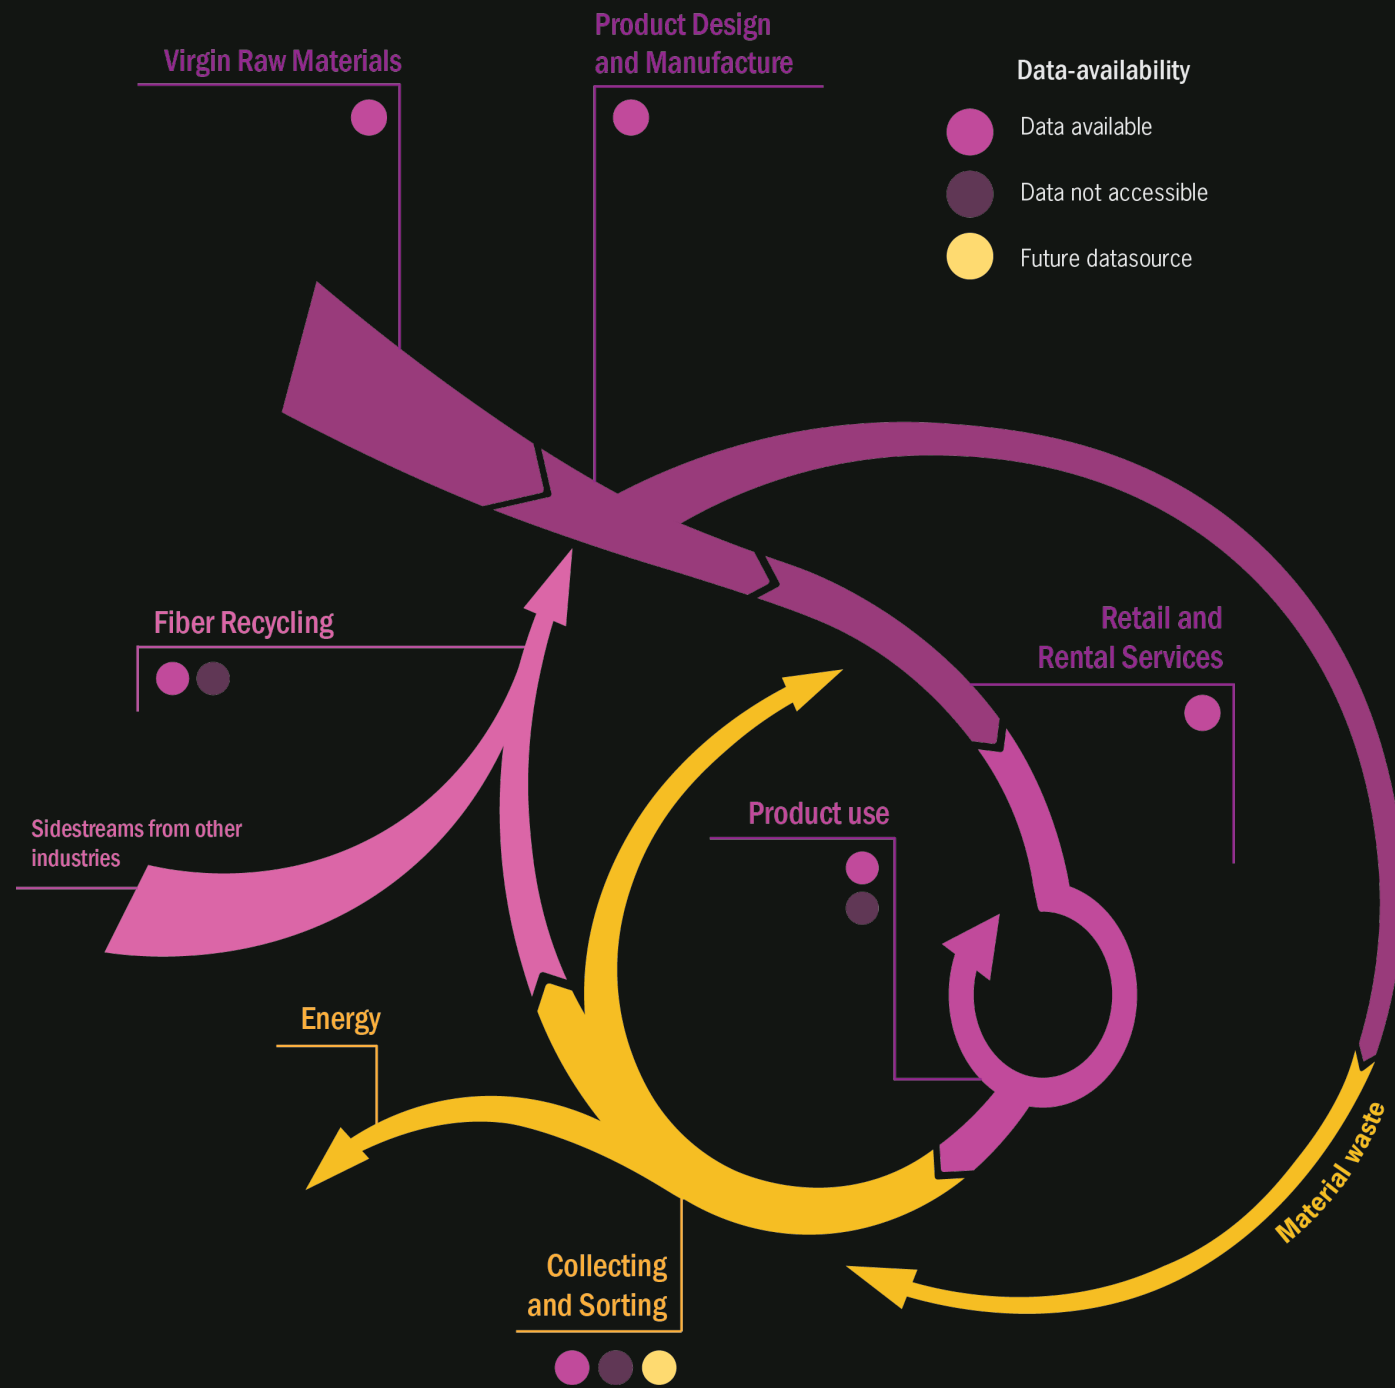 Virgin Raw Materials
Product Design
and Manufacture
Data-availability
Data available
Data not accessible
Future datasource
Fiber Recycling
Retail and
Rental Services
Sidestreams from other
industries
Product use
Energy
Material waste
Collecting
and Sorting